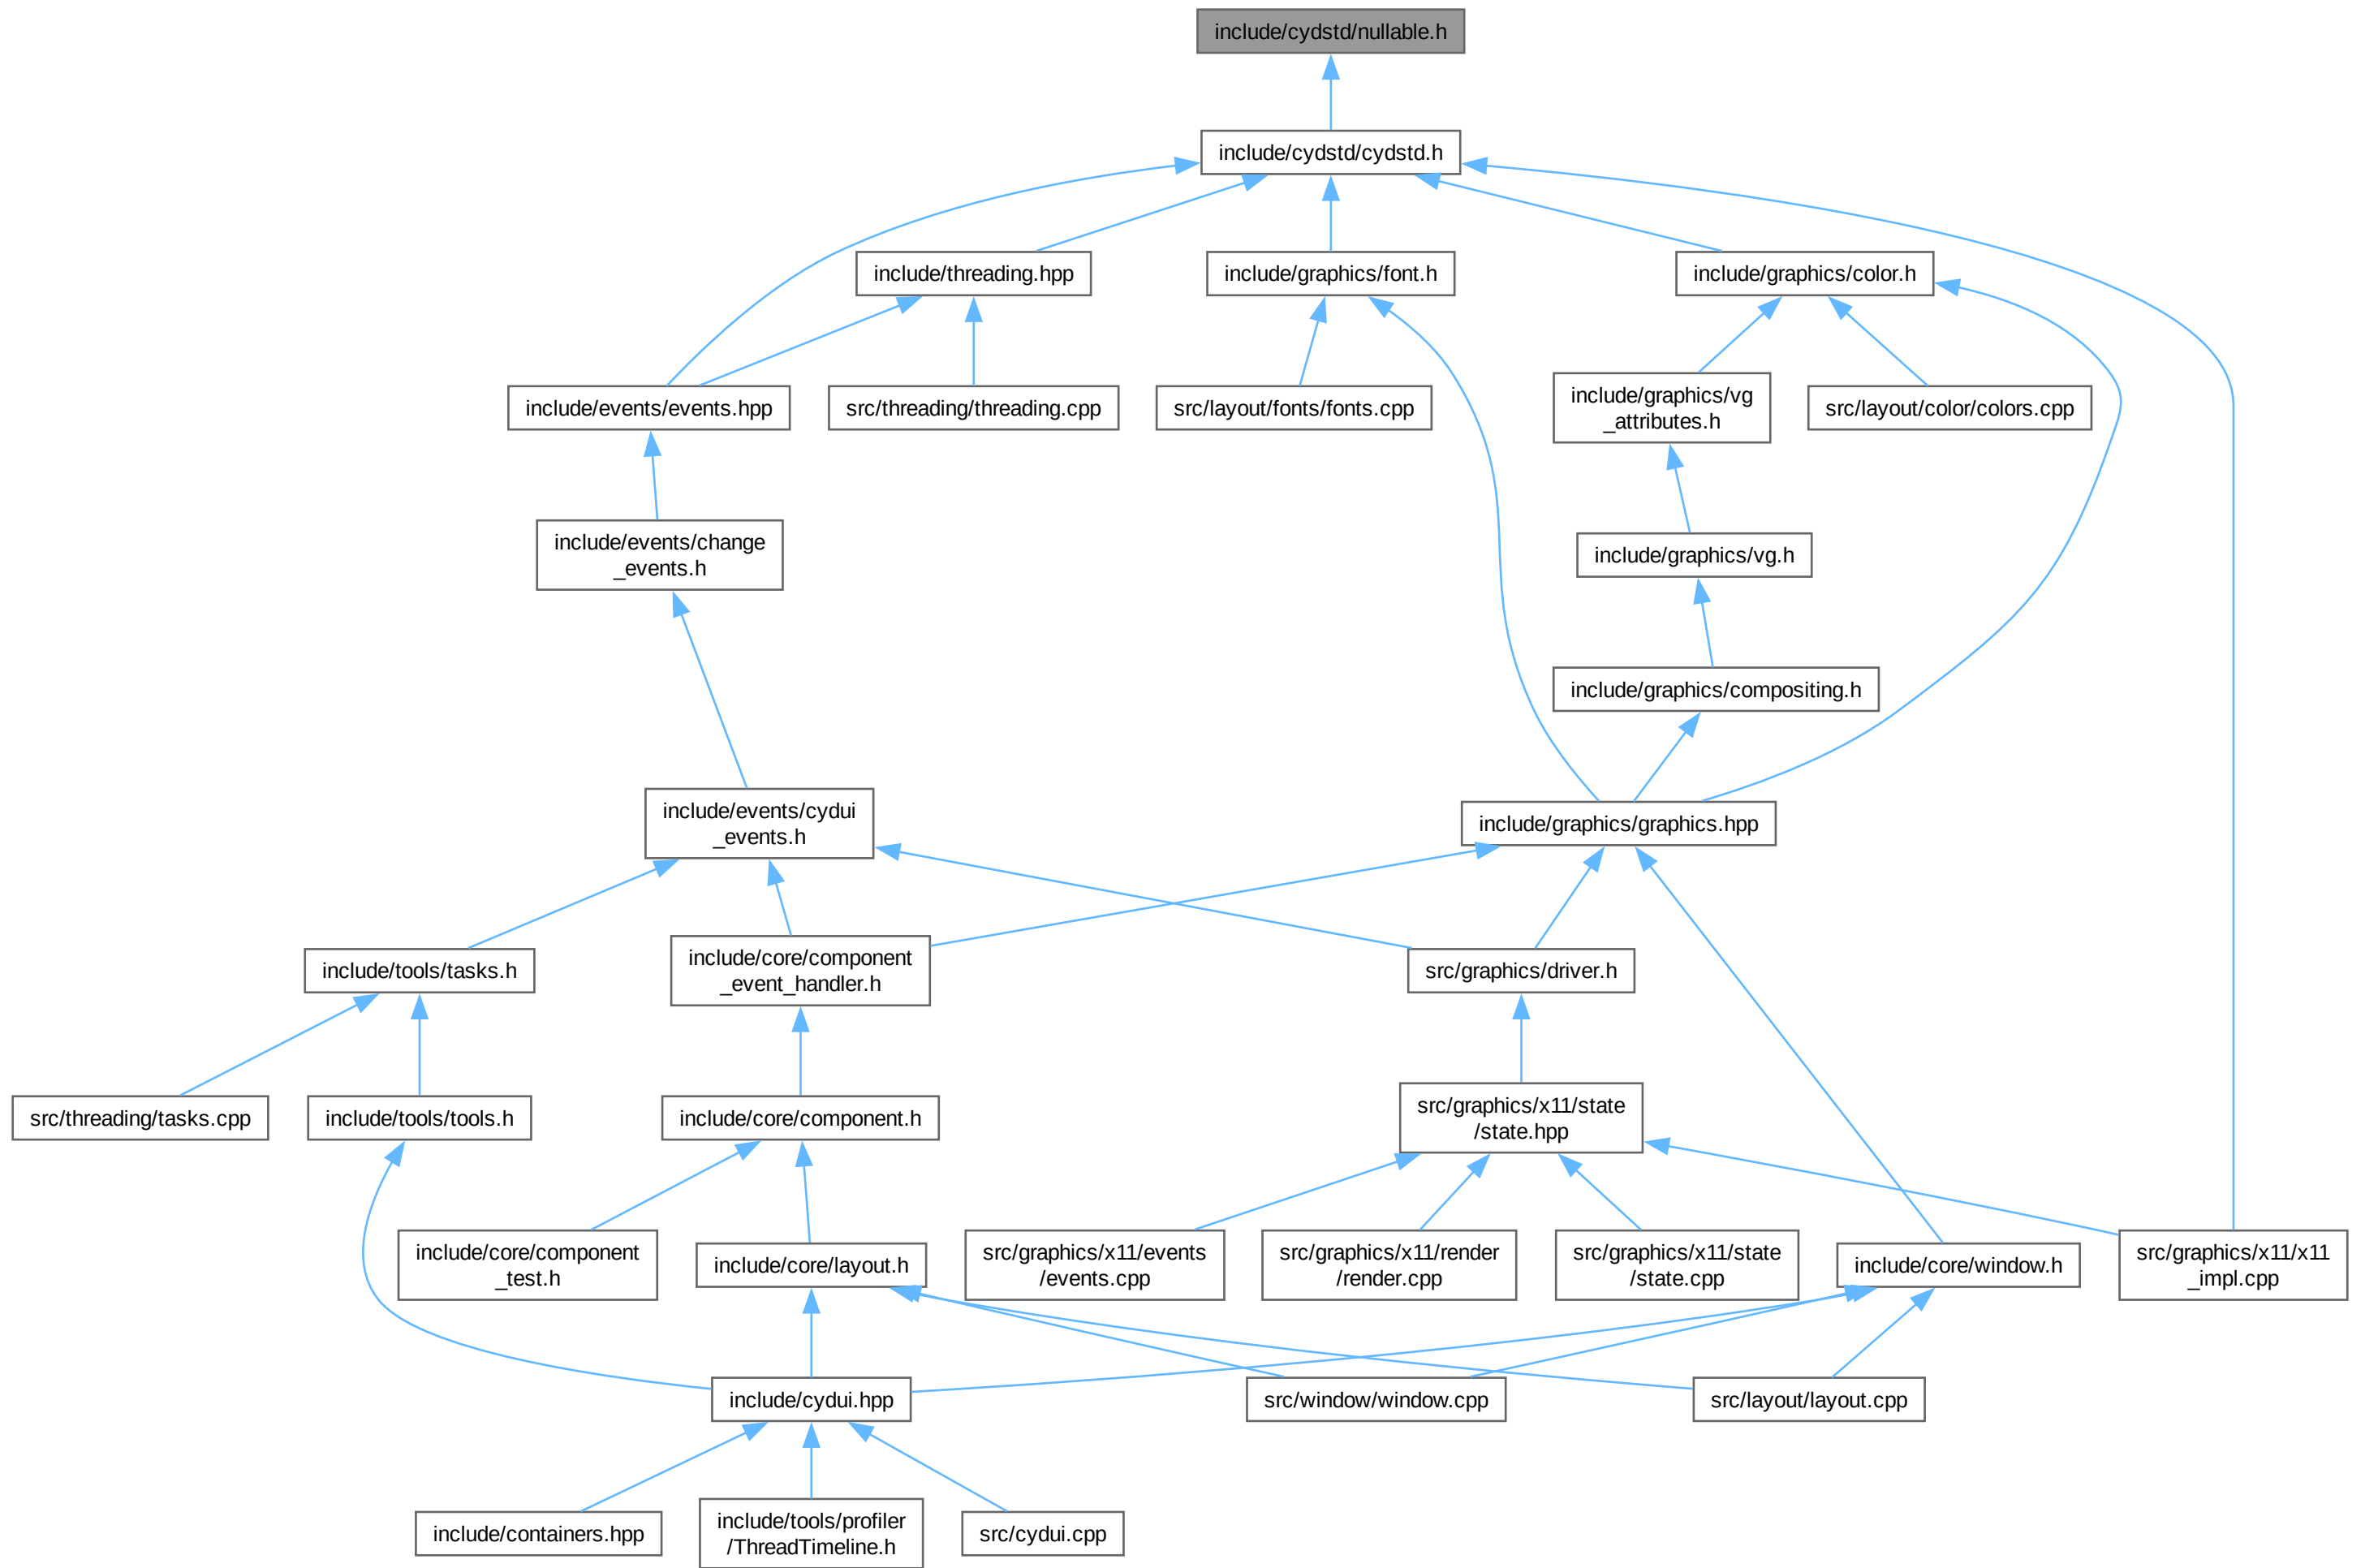 include/cydstd/nullable.h
include/cydstd/cydstd.h
include/threading.hpp
include/graphics/font.h
include/graphics/color.h
include/events/events.hpp
src/threading/threading.cpp
src/layout/fonts/fonts.cpp
include/graphics/vg
_attributes.h
src/layout/color/colors.cpp
include/events/change
_events.h
include/graphics/vg.h
include/graphics/compositing.h
include/events/cydui
_events.h
include/graphics/graphics.hpp
include/tools/tasks.h
include/core/component
_event_handler.h
src/graphics/driver.h
src/threading/tasks.cpp
include/tools/tools.h
include/core/component.h
src/graphics/x11/state
/state.hpp
include/core/component
_test.h
include/core/layout.h
src/graphics/x11/events
/events.cpp
src/graphics/x11/render
/render.cpp
src/graphics/x11/state
/state.cpp
include/core/window.h
src/graphics/x11/x11
_impl.cpp
include/cydui.hpp
src/window/window.cpp
src/layout/layout.cpp
include/containers.hpp
include/tools/profiler
/ThreadTimeline.h
src/cydui.cpp